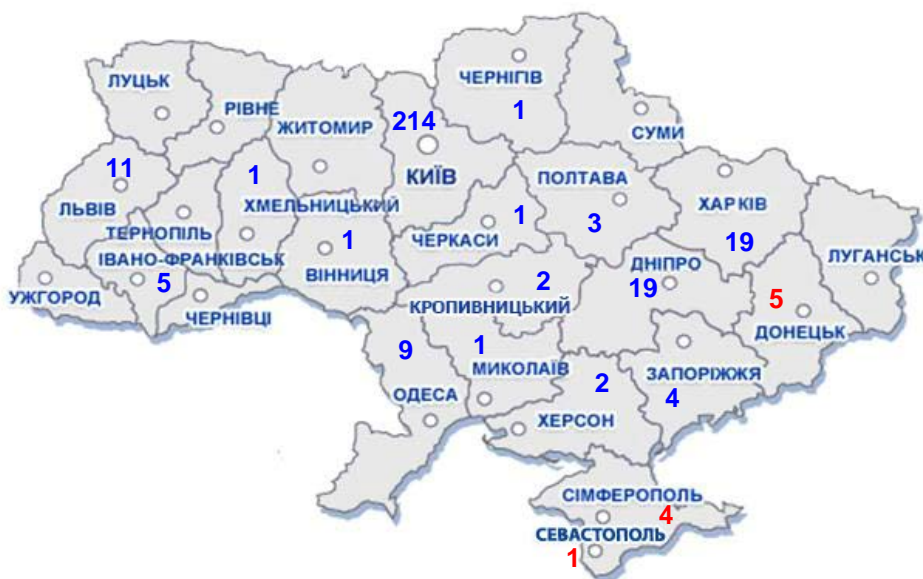 ЧЕРНІГІВ
1
ЛУЦЬК
РІВНЕ
ЖИТОМИР
214
СУМИ
11
1
КИЇВ
ПОЛТАВА
ХАРКІВ
ЛЬВІВ
ХМЕЛЬНИЦЬКИЙ
1
3
ТЕРНОПІЛЬ
1
ЧЕРКАСИ
19
ІВАНО-ФРАНКІВСЬК
ВІННИЦЯ
ДНІПРО
ЛУГАНСЬК
5
2
19
УЖГОРОД
КРОПИВНИЦЬКИЙ
5
ЧЕРНІВЦІ
ДОНЕЦЬК
9
1
МИКОЛАЇВ
2
ЗАПОРІЖЖЯ
ОДЕСА
4
ХЕРСОН
СІМФЕРОПОЛЬ
4
СЕВАСТОПОЛЬ
1